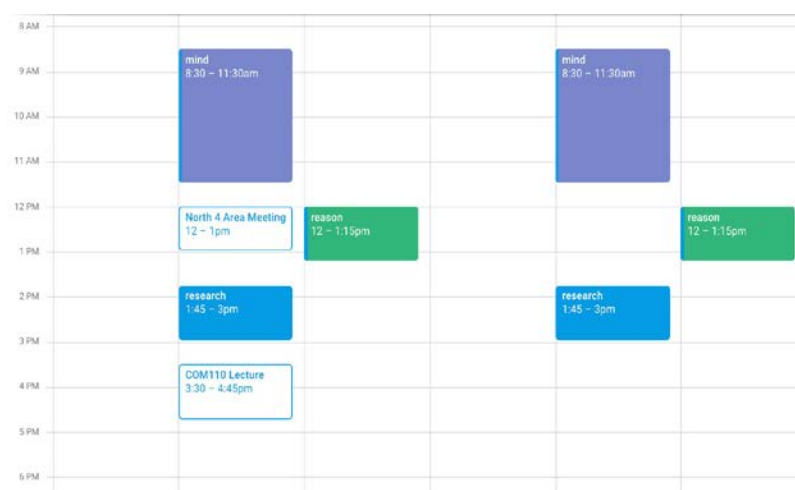 8 AM
9 AM
10 AM
11 AM
12 PM
1 PM
2 PM
3 PM
4 PM
5 PM
6 PM
mind
8:30 – 11:30am
North 4 Area Meeting
12 – 1pm
research
1:45 – 3pm
COM110 Lecture
3:30 – 4:45pm
reason
12 – 1:15pm
mind
8:30 – 11:30am
research
1:45 – 3pm
reason
12 – 1:15pm